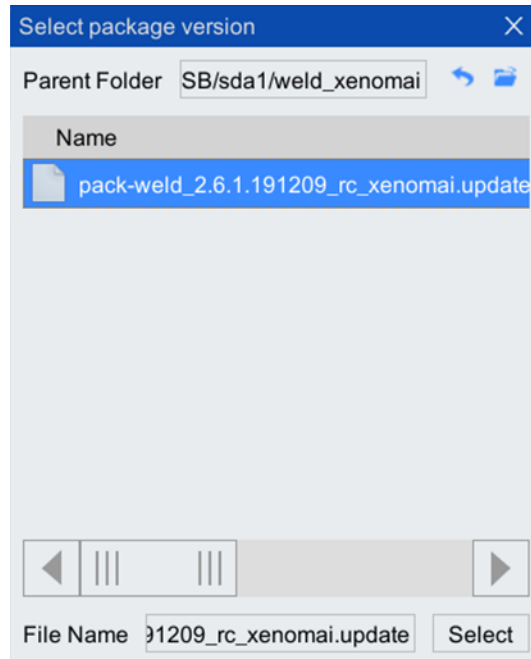 Select package version
Parent Folder SB/sda1/weld_xenomai
Name
pack-weld_2.6.1.191209_rc_xenomai.update
File Name 91209_rc_xenomai.update Select